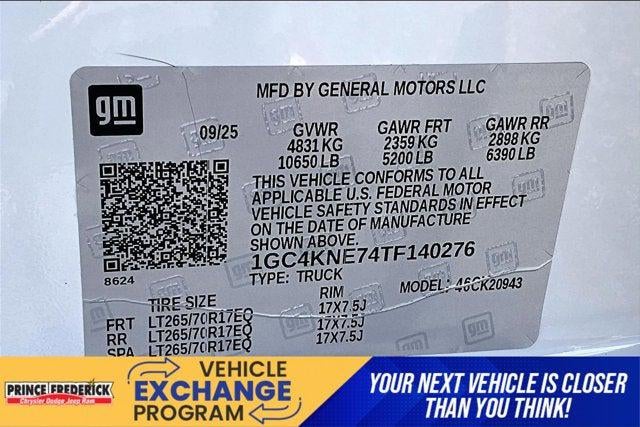 gm
MFD BY GENERAL MOTORS LLC
09/25
GVWR GAWR FRT GAWR RR
4831 KG 2359 KG 2898 KG
10650 LB 5200 LB 6390 LB
THIS VEHICLE CONFORMS TO ALL
APPLICABLE U.S. FEDERAL MOTOR
VEHICLE SAFETY STANDARDS IN EFFECT
ON THE DATE OF MANUFACTURE
SHOWN ABOVE.
1GC4KNE74TF140276
8624
TYPE: TRUCK
MODEL: 46CK20943
TIRE SIZE RIM
FRT LT265/70R17EQ 17X7.5J
RR LT265/70R17EQ 17X7.5J
SPA LT265/70R17EQ 17X7.5J
PRINCE FREDERICK
Chrysler Dodge Jeep Ram
VEHICLE
EXCHANGE
PROGRAM
YOUR NEXT VEHICLE IS CLOSER
THAN YOU THINK!